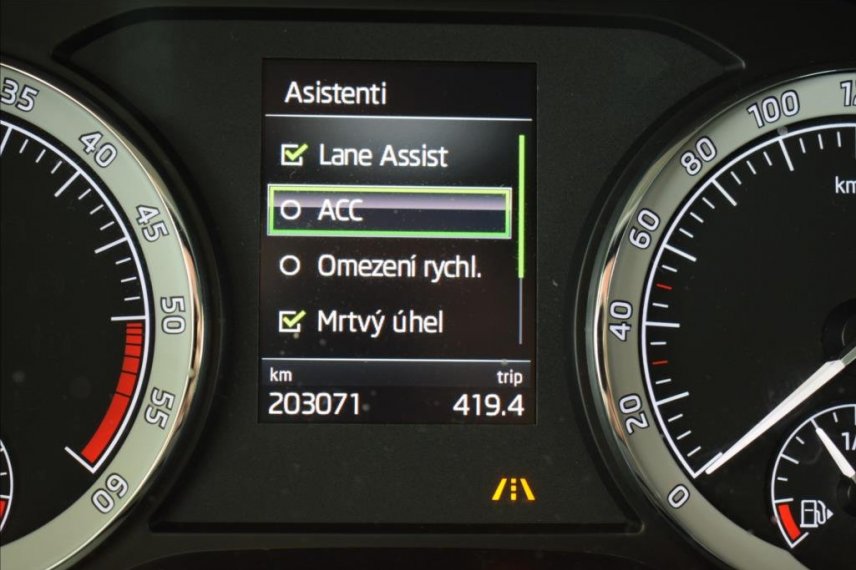 Asistenti
Lane Assist
ACC
Omezení rychl.
Mrtvý úhel
km trip
203071 419.4
35
40
45
50
55
60
0
20
40
60
80
100
km
1/